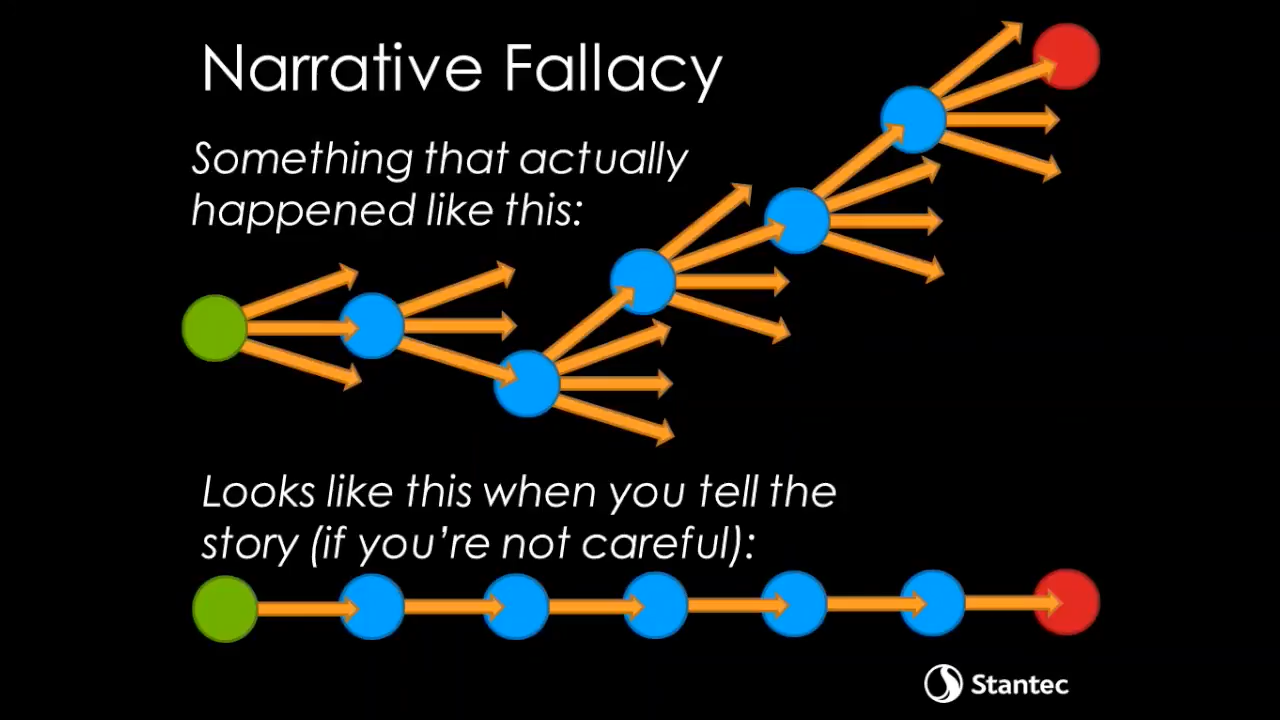 Narrative Fallacy
Something that actually
happened like this:
Looks like this when you tell the
story (if you’re not careful):
Stantec